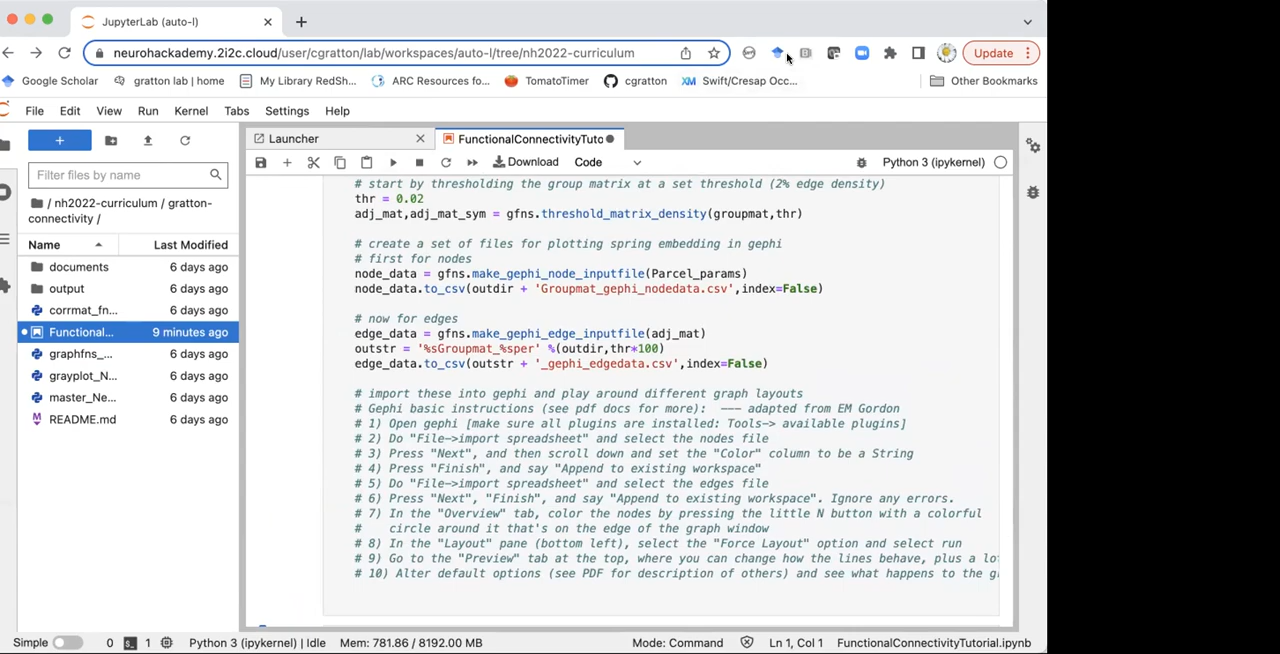 JupyterLab (auto-l)
neurohackademy.2i2c.cloud/user/cgratton/lab/workspaces/auto-l/tree/nh2022-curriculum
Update
Google Scholar
gratton lab | home
My Library RedSh...
ARC Resources fo...
TomatoTimer
cgratton
XM Swift/Cresap Occ...
Other Bookmarks
File Edit View Run Kernel Tabs Settings Help
Launcher
FunctionalConnectivityTuto
Filter files by name
Download
Code
Python 3 (ipykernel)
/ nh2022-curriculum / gratton-
connectivity /
Name Last Modified
documents 6 days ago
output 6 days ago
corrmat_fn... 6 days ago
Functional... 9 minutes ago
graphfns_... 6 days ago
grayplot_N... 6 days ago
master_Ne... 6 days ago
README.md 6 days ago
# start by thresholding the group matrix at a set threshold (2% edge density)
thr = 0.02
adj_mat,adj_mat_sym = gfns.threshold_matrix_density(groupmat,thr)
# create a set of files for plotting spring embedding in gephi
# first for nodes
node_data = gfns.make_gephi_node_inputfile(Parcel_params)
node_data.to_csv(outdir + 'Groupmat_gephi_nodedata.csv',index=False)
# now for edges
edge_data = gfns.make_gephi_edge_inputfile(adj_mat)
outstr = '%sGroupmat_%sper' %(outdir,thr*100)
edge_data.to_csv(outstr + '_gephi_edgedata.csv',index=False)
# import these into gephi and play around different graph layouts
# Gephi basic instructions (see pdf docs for more):  --- adapted from EM Gordon
# 1) Open gephi [make sure all plugins are installed: Tools-> available plugins]
# 2) Do "File->import spreadsheet" and select the nodes file
# 3) Press "Next", and then scroll down and set the "Color" column to be a String
# 4) Press "Finish", and say "Append to existing workspace"
# 5) Do "File->import spreadsheet" and select the edges file
# 6) Press "Next", "Finish", and say "Append to existing workspace". Ignore any errors.
# 7) In the "Overview" tab, color the nodes by pressing the little N button with a colorful
#    circle around it that's on the edge of the graph window
# 8) In the "Layout" pane (bottom left), select the "Force Layout" option and select run
# 9) Go to the "Preview" tab at the top, where you can change how the lines behave, plus a lo
# 10) Alter default options (see PDF for description of others) and see what happens to the g
Simple 0 1 Python 3 (ipykernel) | Idle Mem: 781.86 / 8192.00 MB Mode: Command Ln 1, Col 1 FunctionalConnectivityTutorial.ipynb